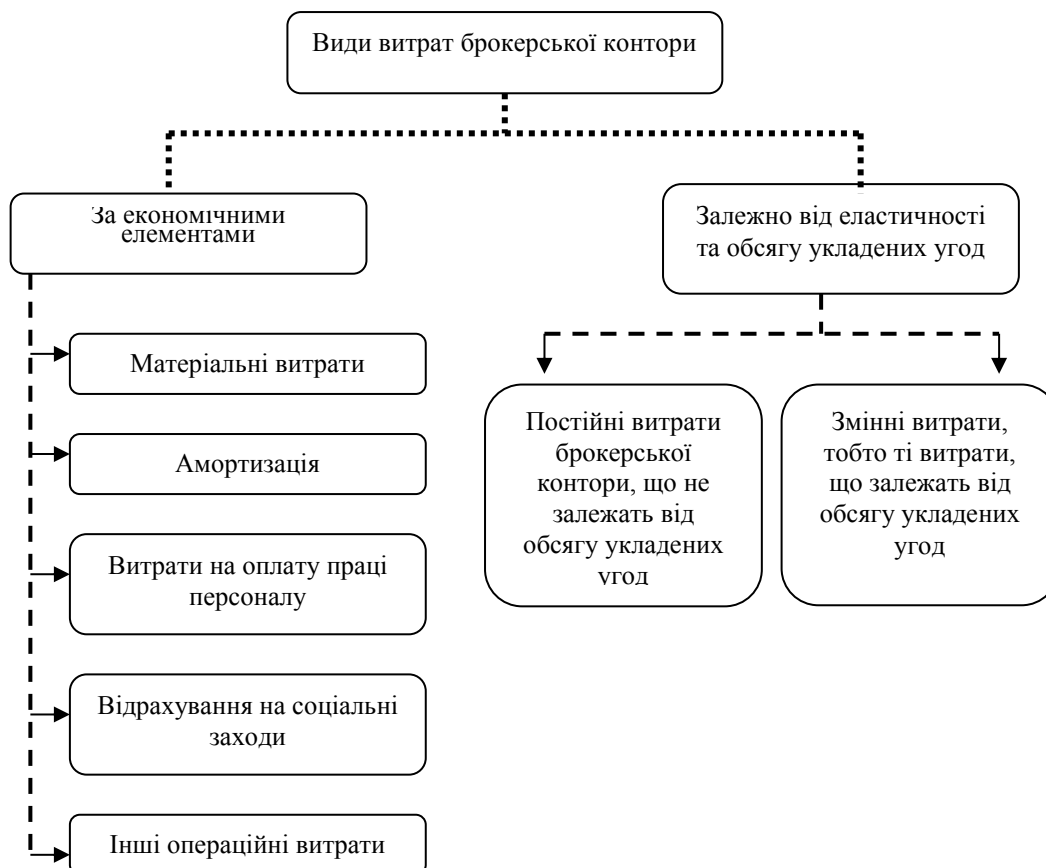 Види витрат брокерської контори
За економічними
елементами
Залежно від еластичності
та обсягу укладених угод
Матеріальні витрати
Амортизація
Витрати на оплату праці
персоналу
Відрахування на соціальні
заходи
Інші операційні витрати
Постійні витрати
брокерської
контори, що не
залежать від
обсягу укладених
угод
Змінні витрати,
тобто ті витрати,
що залежать від
обсягу укладених
угод